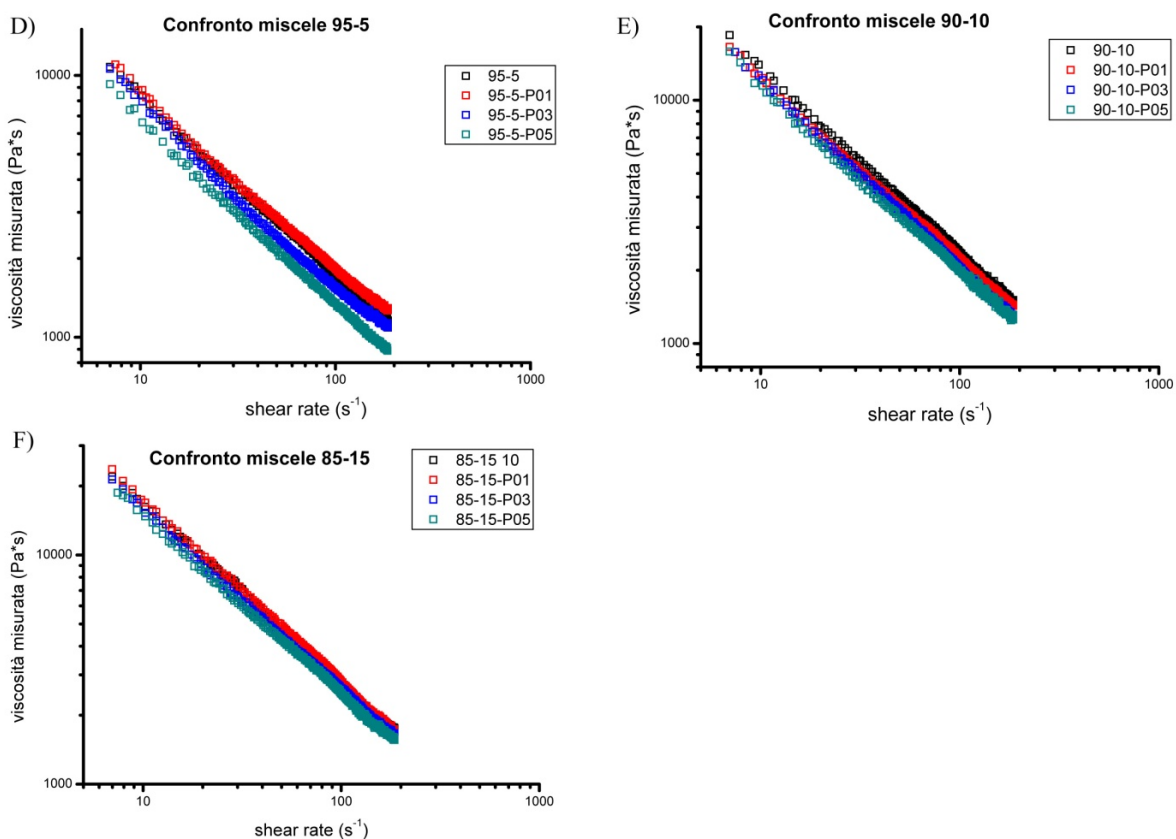 D)
Confronto miscele 95-5
10000
1000
10
100
1000
viscosità misurata (Pa*s )
shear rate (s⁻¹)
95-5
95-5-P01
95-5-P03
95-5-P05
E)
Confronto miscele 90-10
10000
1000
10
100
1000
viscosità misurata (Pa*s)
shear rate (s⁻¹)
90-10
90-10-P01
90-10-P03
90-10-P05
F)
Confronto miscele 85-15
10000
1000
10
100
1000
viscosità misurata (Pa*s)
shear rate (s⁻¹)
85-15 10
85-15-P01
85-15-P03
85-15-P05